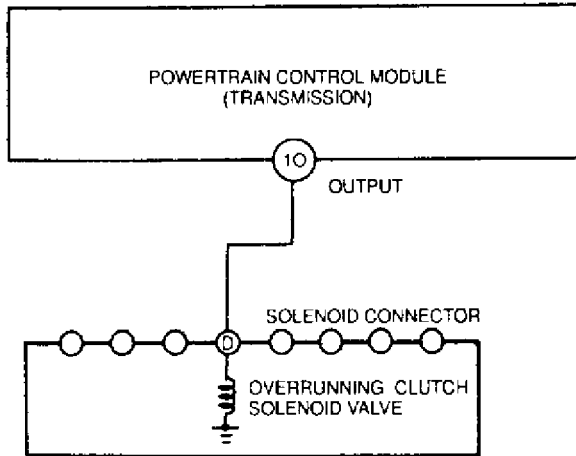 POWERTRAIN CONTROL MODULE
(TRANSMISSION)
10
OUTPUT
SOLENOID CONNECTOR
D
OVERRUNNING CLUTCH
SOLENOID VALVE